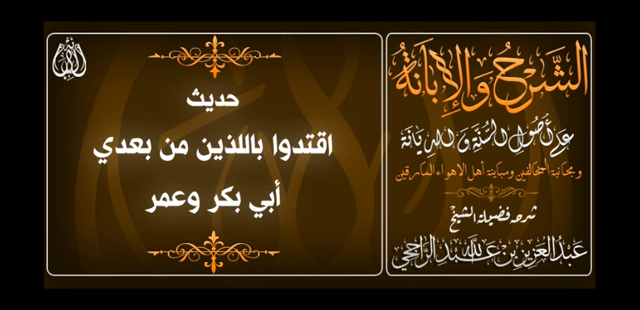 الشرح والإبانة
على أصول السنة والديانة
ومجانبة المخالفين ومباينة أهل الاهواء المارقين
شرح فضيلة الشيخ
عبد العزيز بن عبد الله الراجحي
حديث
اقتدوا باللذين من بعدي
أبي بكر وعمر